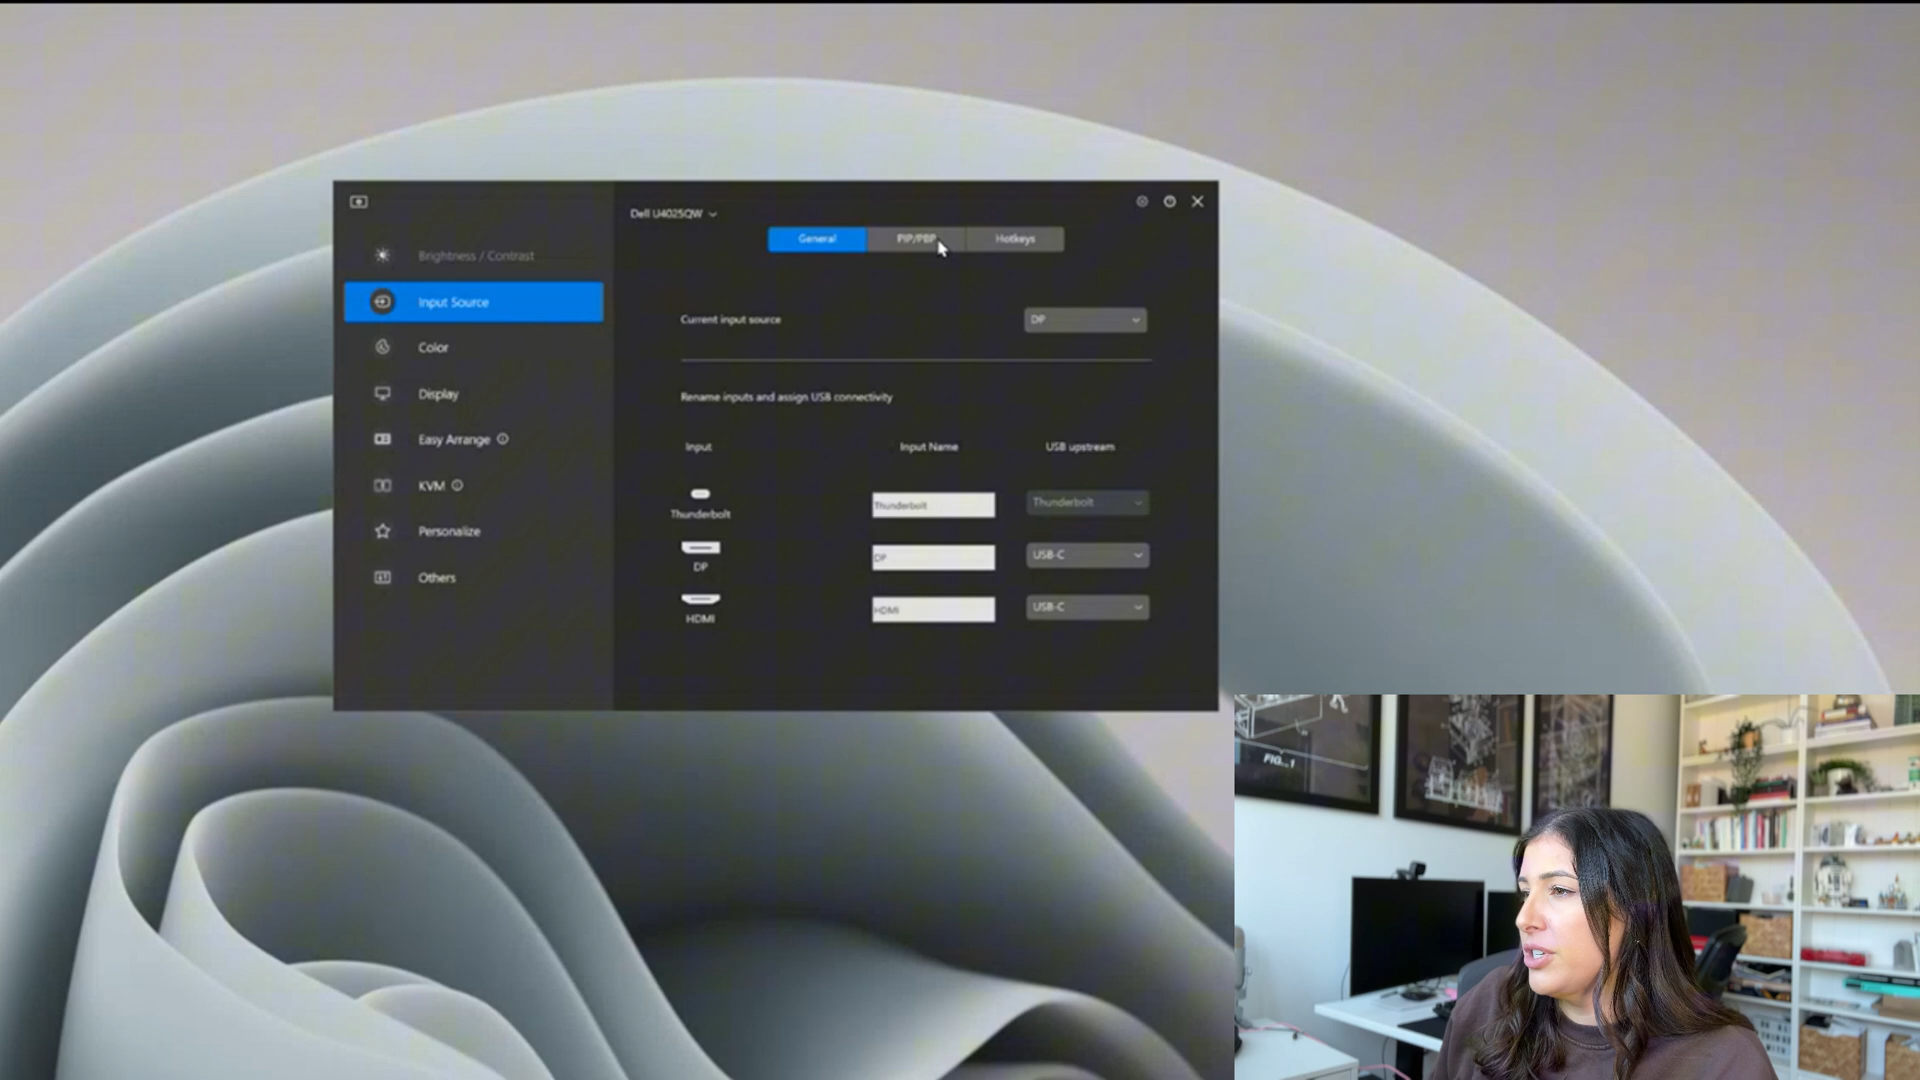 Dell U4025QW
General
PIP/PBP
Hotkeys
Brightness / Contrast
Input Source
Color
Display
Easy Arrange
KVM
Personalize
Others
Current input source
DP
Rename inputs and assign USB connectivity
Input
Input Name
USB upstream
Thunderbolt
Thunderbolt
Thunderbolt
DP
DP
USB-C
HDMI
HDMI
USB-C
FIG._1